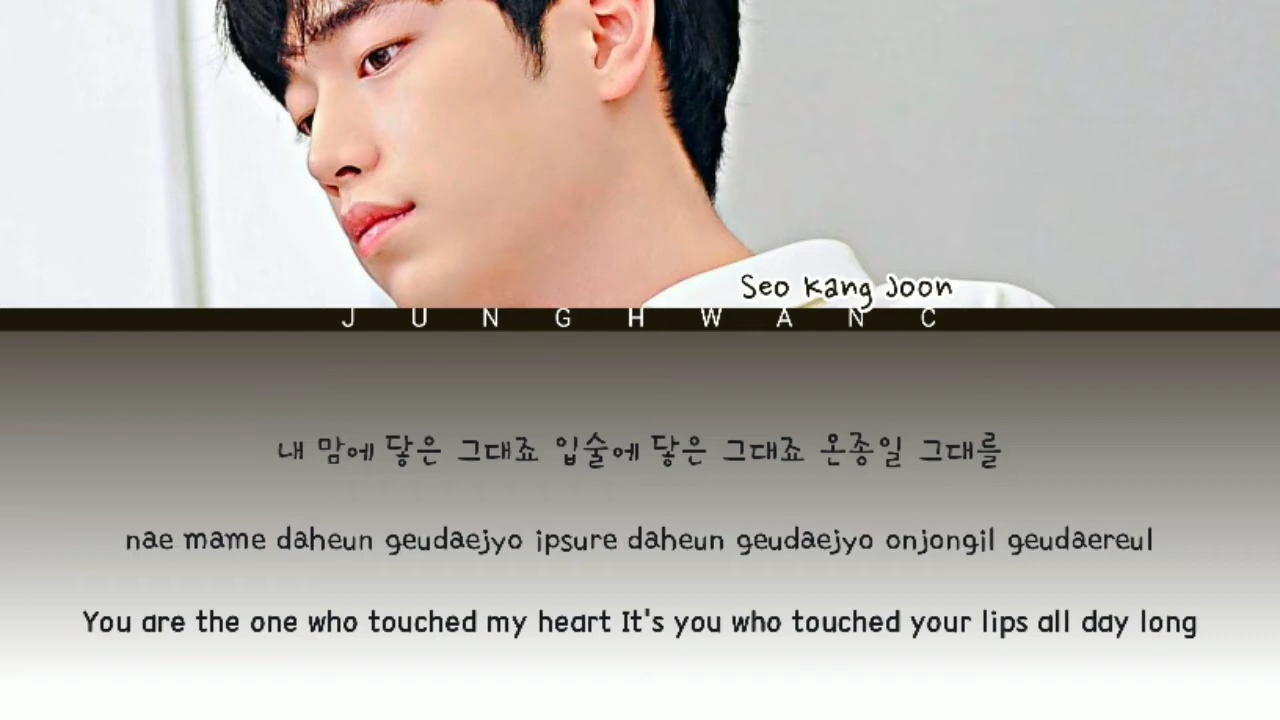 Seo Kang Joon
JUNGHWANC
내 맘에 닿은 그대죠 입술에 닿은 그대죠 온종일 그대를
nae mame daheun geudaejyo ipsure daheun geudaejyo onjongil geudaereul
You are the one who touched my heart It's you who touched your lips all day long